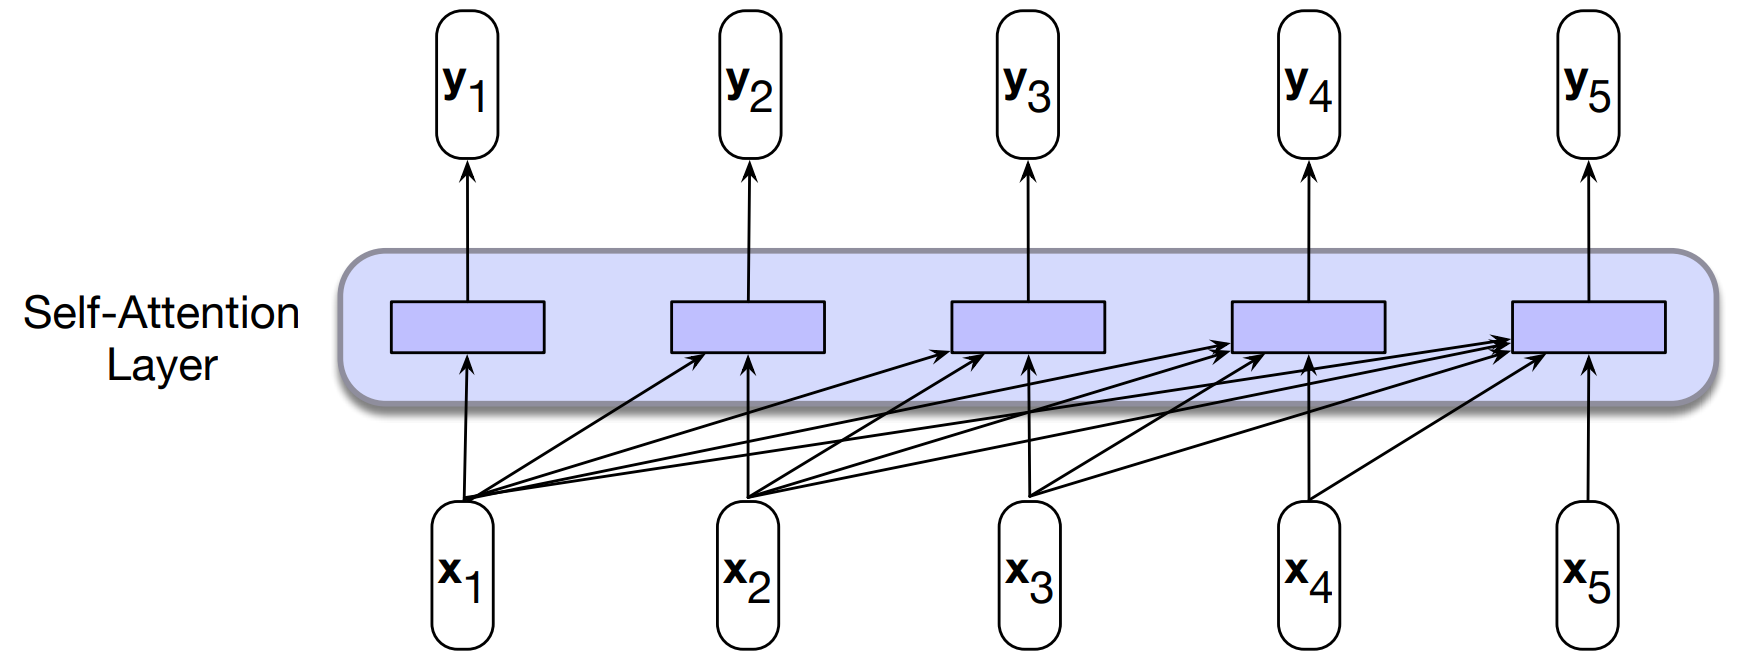 y1 y2 y3 y4 y5
Self-Attention
Layer
x1 x2 x3 x4 x5